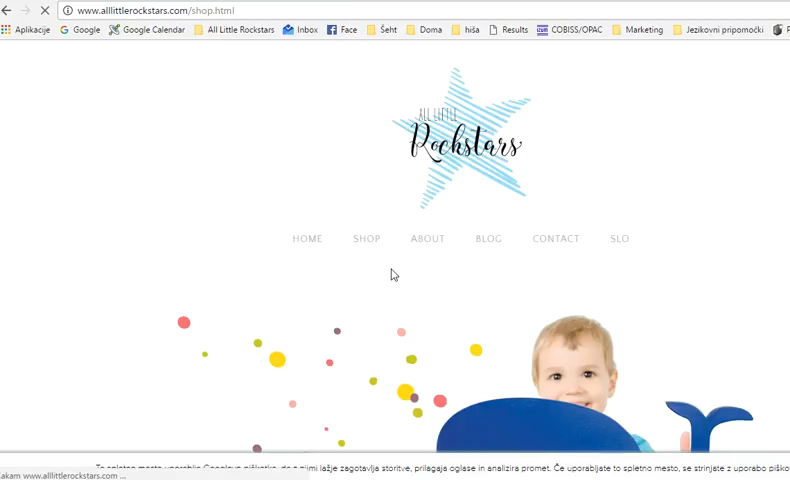 www.alllittlerockstars.com/shop.html
Aplikacije Google Google Calendar All Little Rockstars Inbox Face Šeht Doma hiša Results COBISS/OPAC Marketing Jezikovni pripomočki P
ALL LITTLE
Rockstars
HOME SHOP ABOUT BLOG CONTACT SLO
To spletno mesto uporablja Googlove piškotke, da z njimi lažje zagotavlja storitve, prilagaja oglase in analizira promet. Če uporabljate to spletno mesto, se strinjate z uporabo piško
Čakam www.alllittlerockstars.com ...